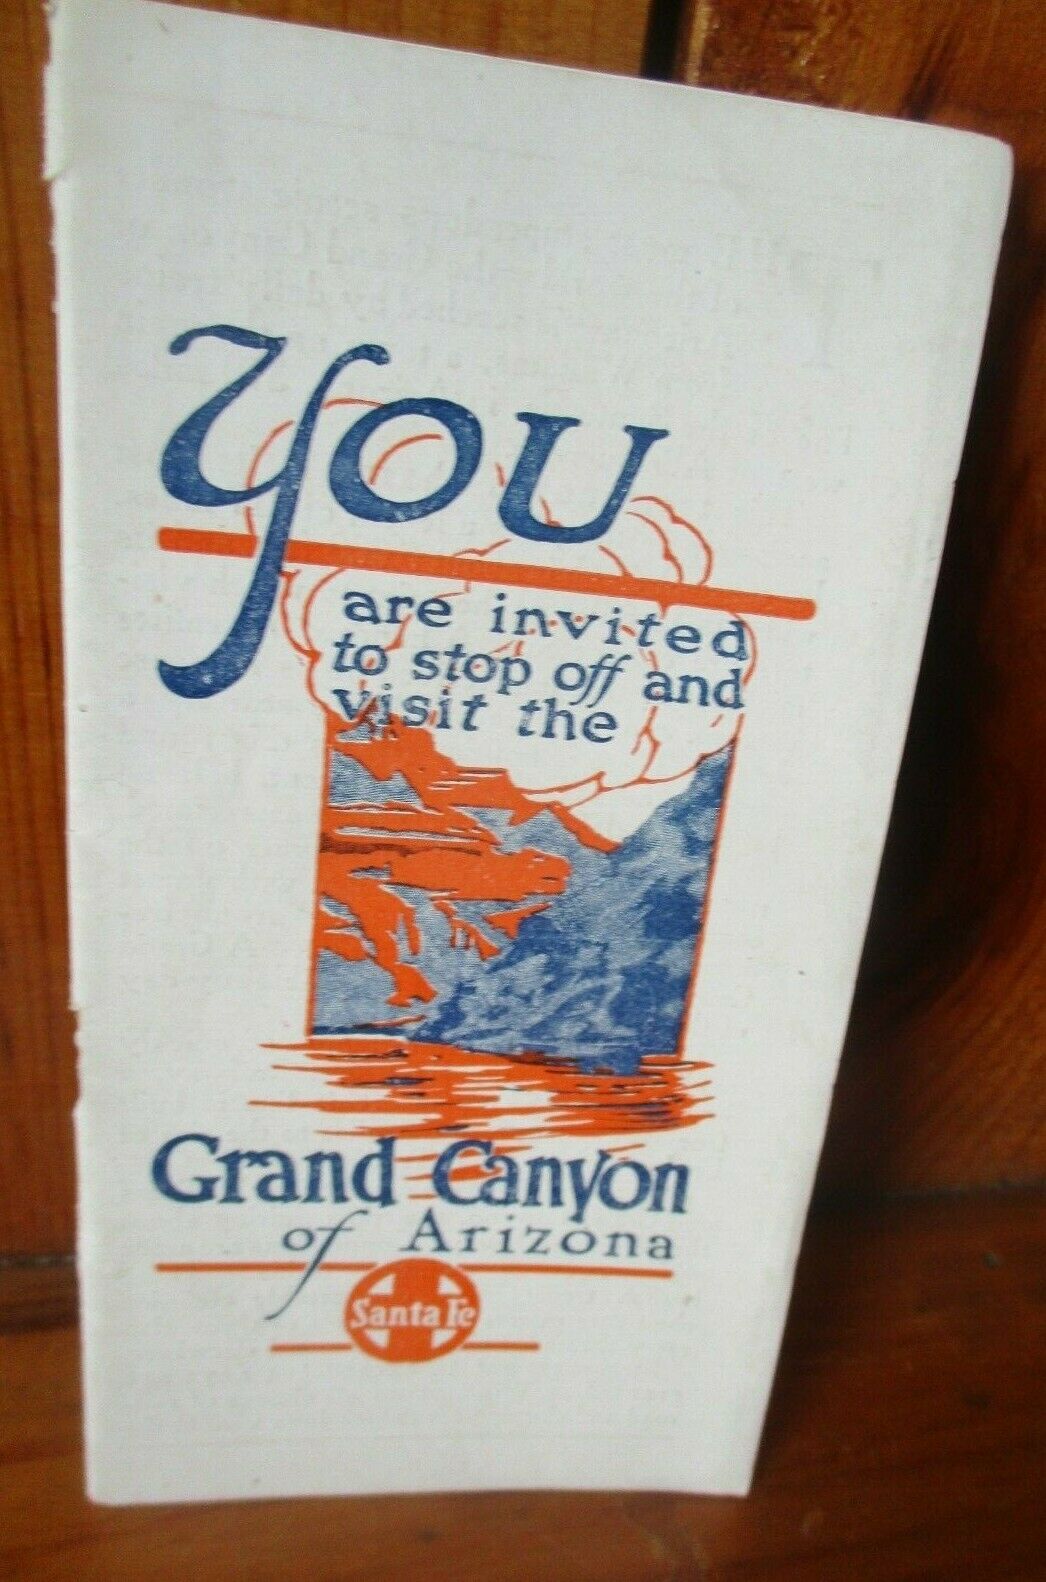 You
are invited
to stop off and
visit the
Grand Canyon
of Arizona
Santa Fe